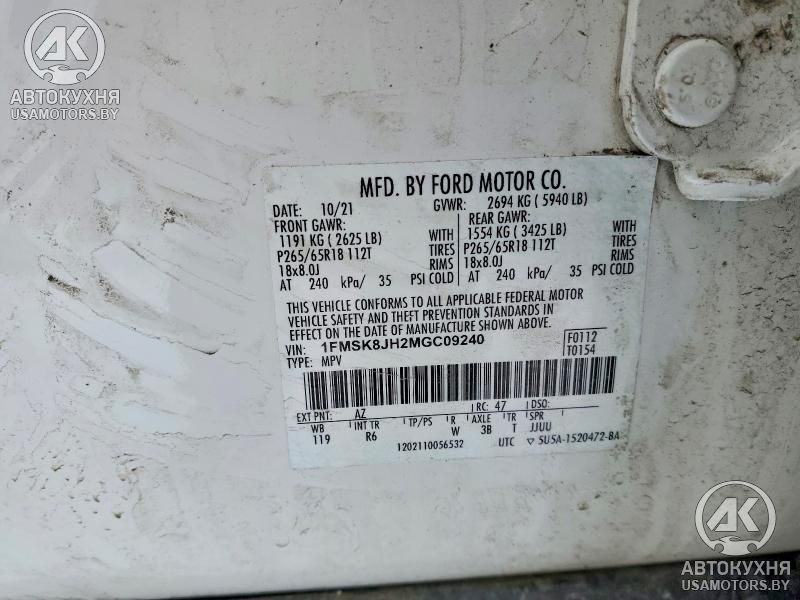 АК
АВТОКУХНЯ
USAMOTORS.BY
MFD. BY FORD MOTOR CO.
DATE: 10/21 GVWR: 2694 KG ( 5940 LB)
FRONT GAWR: REAR GAWR:
1191 KG ( 2625 LB) WITH 1554 KG ( 3425 LB) WITH
P265/65R18 112T TIRES P265/65R18 112T TIRES
18x8.0J RIMS 18x8.0J RIMS
AT 240 kPa/ 35 PSI COLD AT 240 kPa/ 35 PSI COLD
THIS VEHICLE CONFORMS TO ALL APPLICABLE FEDERAL MOTOR
VEHICLE SAFETY AND THEFT PREVENTION STANDARDS IN
EFFECT ON THE DATE OF MANUFACTURE SHOWN ABOVE.
VIN: 1FMSK8JH2MGC09240 F0112
TYPE: MPV T0154
EXT PNT: AZ RC: 47 DSO:
WB INT TR TP/PS R AXLE TR SPR
119 R6 W 3B T JJUU
1202110056532 UTC ▽ 5U5A-1520472-BA
АК
АВТОКУХНЯ
USAMOTORS.BY